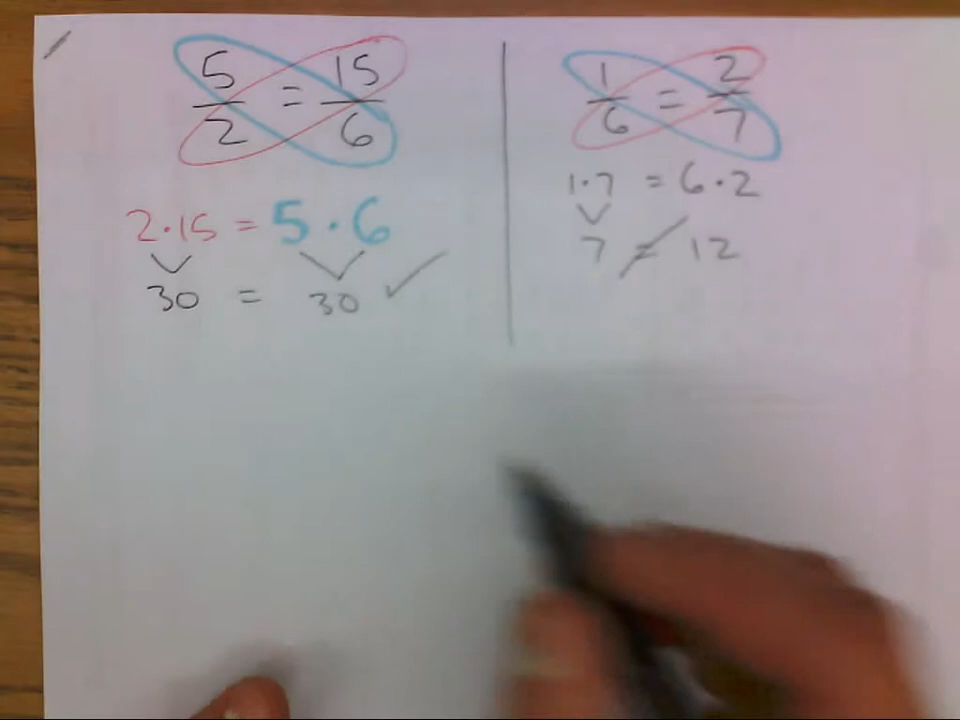 5/2 = 15/6
2·15 = 5·6
30 = 30 ✓
1/6 = 2/7
1·7 = 6·2
7 ≠ 12